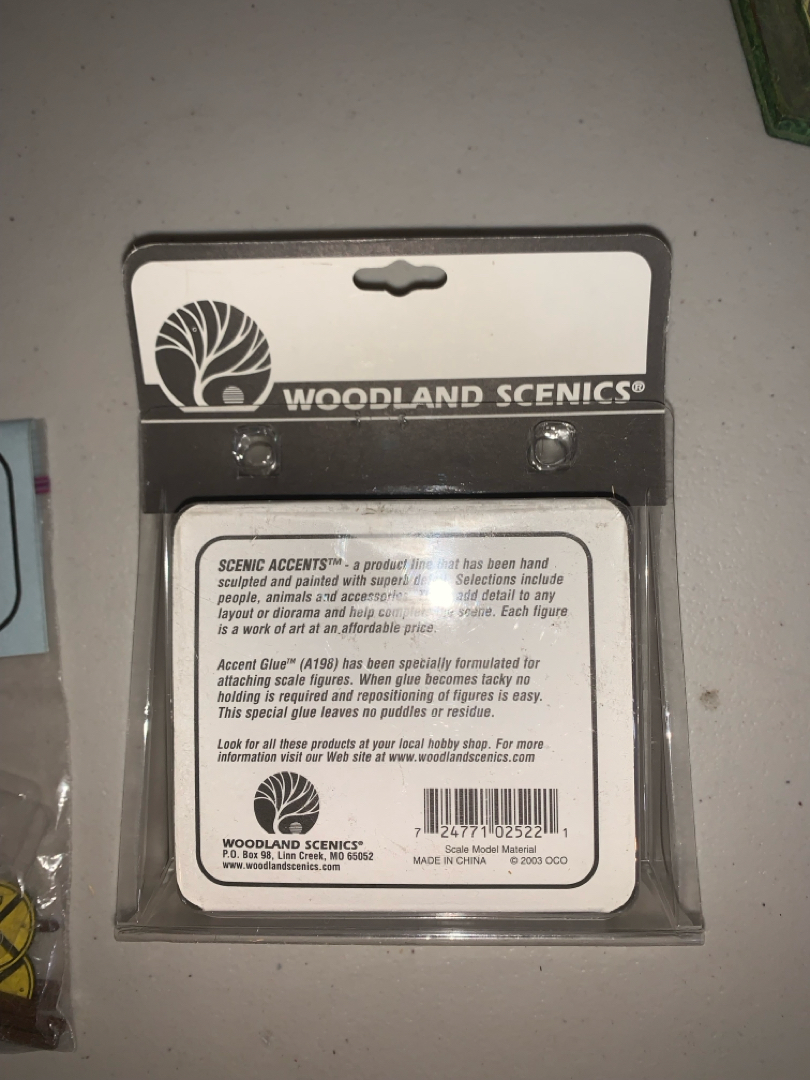 WOODLAND SCENICS®
SCENIC ACCENTS™ - a product line that has been hand
sculpted and painted with superb detail. Selections include
people, animals and accessories. add detail to any
layout or diorama and help complete the scene. Each figure
is a work of art at an affordable price.
Accent Glue™ (A198) has been specially formulated for
attaching scale figures. When glue becomes tacky no
holding is required and repositioning of figures is easy.
This special glue leaves no puddles or residue.
Look for all these products at your local hobby shop. For more
information visit our Web site at www.woodlandscenics.com
WOODLAND SCENICS®
P.O. Box 98, Linn Creek, MO 65052
www.woodlandscenics.com
7 24771 02522 1
Scale Model Material
MADE IN CHINA © 2003 OCO